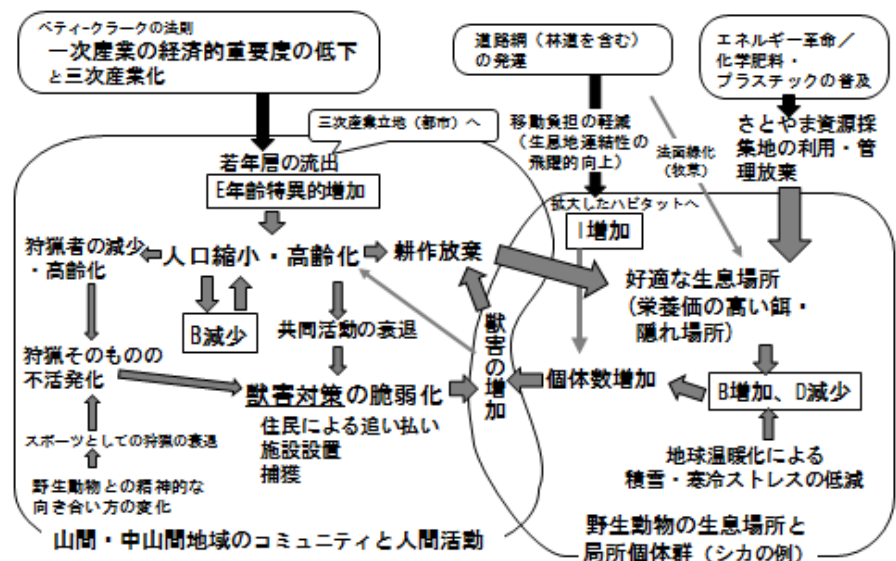 ペティ・クラークの法則
一次産業の経済的重要度の低下
と三次産業化
道路網（林道を含む）
の発達
エネルギー革命／
化学肥料・
プラスチックの普及
三次産業立地（都市）へ
若年層の流出
E年齢特異的増加
移動負担の軽減
（生息地連結性の
飛躍的向上）
法面緑化
（牧草）
さとやま資源採
集地の利用・管
理放棄
拡大したハビタットへ
I増加
狩猟者の減少
・高齢化
人口縮小・高齢化
耕作放棄
好適な生息場所
（栄養価の高い餌・
隠れ場所）
B減少
共同活動の衰退
獣害の増加
狩猟そのものの
不活発化
獣害対策の脆弱化
個体数増加
B増加、D減少
住民による追い払い
施設設置
捕獲
スポーツとしての狩猟の衰退
野生動物との精神的な
向き合い方の変化
地球温暖化による
積雪・寒冷ストレスの低減
山間・中山間地域のコミュニティと人間活動
野生動物の生息場所と
局所個体群（シカの例）